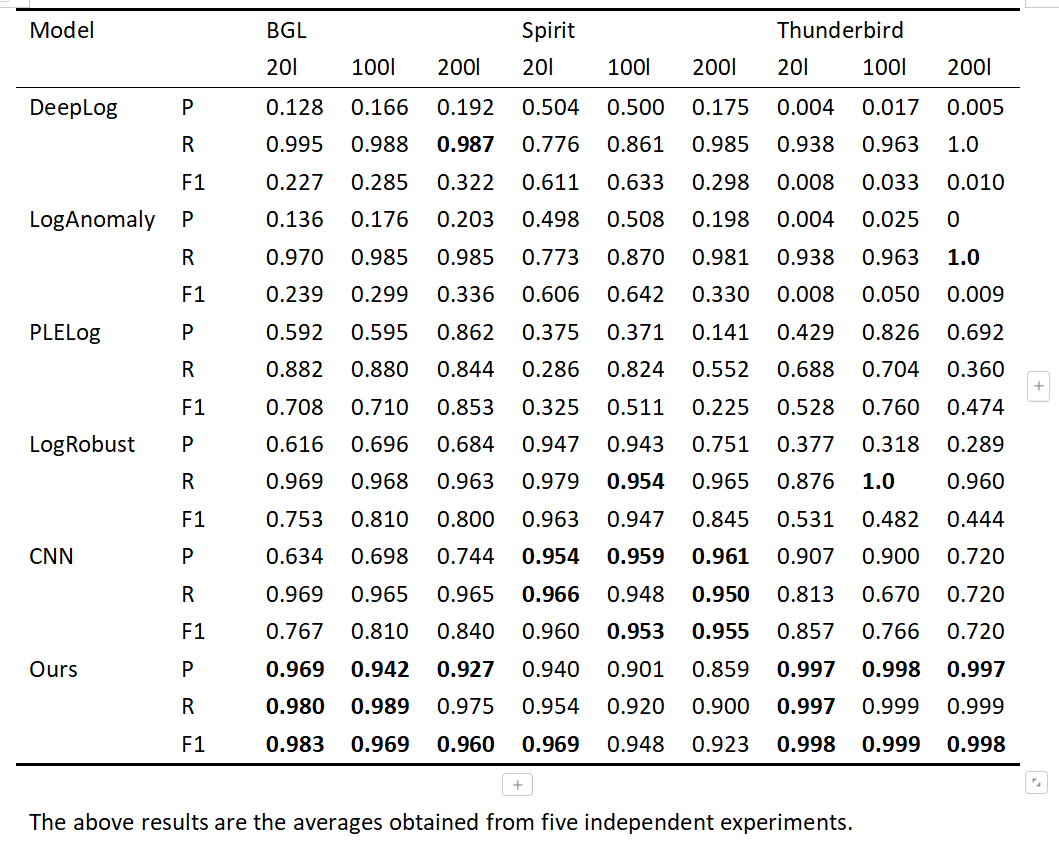 Model BGL Spirit Thunderbird
20l 100l 200l 20l 100l 200l 20l 100l 200l
DeepLog P 0.128 0.166 0.192 0.504 0.500 0.175 0.004 0.017 0.005
R 0.995 0.988 0.987 0.776 0.861 0.985 0.938 0.963 1.0
F1 0.227 0.285 0.322 0.611 0.633 0.298 0.008 0.033 0.010
LogAnomaly P 0.136 0.176 0.203 0.498 0.508 0.198 0.004 0.025 0
R 0.970 0.985 0.985 0.773 0.870 0.981 0.938 0.963 1.0
F1 0.239 0.299 0.336 0.606 0.642 0.330 0.008 0.050 0.009
PLELog P 0.592 0.595 0.862 0.375 0.371 0.141 0.429 0.826 0.692
R 0.882 0.880 0.844 0.286 0.824 0.552 0.688 0.704 0.360
F1 0.708 0.710 0.853 0.325 0.511 0.225 0.528 0.760 0.474
LogRobust P 0.616 0.696 0.684 0.947 0.943 0.751 0.377 0.318 0.289
R 0.969 0.968 0.963 0.979 0.954 0.965 0.876 1.0 0.960
F1 0.753 0.810 0.800 0.963 0.947 0.845 0.531 0.482 0.444
CNN P 0.634 0.698 0.744 0.954 0.959 0.961 0.907 0.900 0.720
R 0.969 0.965 0.965 0.966 0.948 0.950 0.813 0.670 0.720
F1 0.767 0.810 0.840 0.960 0.953 0.955 0.857 0.766 0.720
Ours P 0.969 0.942 0.927 0.940 0.901 0.859 0.997 0.998 0.997
R 0.980 0.989 0.975 0.954 0.920 0.900 0.997 0.999 0.999
F1 0.983 0.969 0.960 0.969 0.948 0.923 0.998 0.999 0.998
The above results are the averages obtained from five independent experiments.